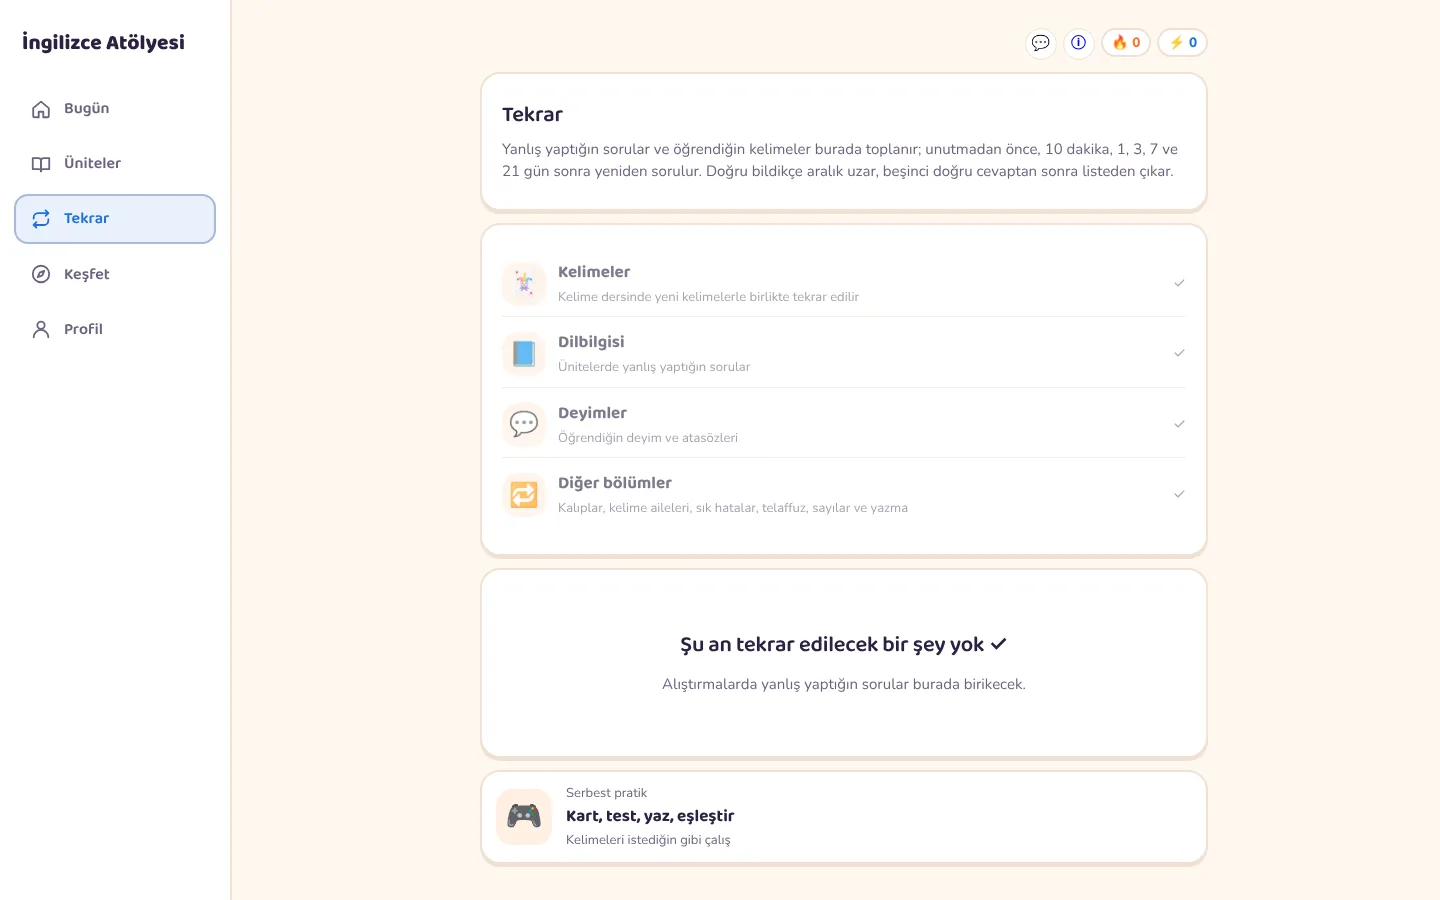 İngilizce Atölyesi
Bugün
Üniteler
Tekrar
Keşfet
Profil
0
0
Tekrar
Yanlış yaptığın sorular ve öğrendiğin kelimeler burada toplanır; unutmadan önce, 10 dakika, 1, 3, 7 ve
21 gün sonra yeniden sorulur. Doğru bildikçe aralık uzar, beşinci doğru cevaptan sonra listeden çıkar.
Kelimeler
Kelime dersinde yeni kelimelerle birlikte tekrar edilir
Dilbilgisi
Ünitelerde yanlış yaptığın sorular
Deyimler
Öğrendiğin deyim ve atasözleri
Diğer bölümler
Kalıplar, kelime aileleri, sık hatalar, telaffuz, sayılar ve yazma
Şu an tekrar edilecek bir şey yok ✓
Alıştırmalarda yanlış yaptığın sorular burada birikecek.
Serbest pratik
Kart, test, yaz, eşleştir
Kelimeleri istediğin gibi çalış